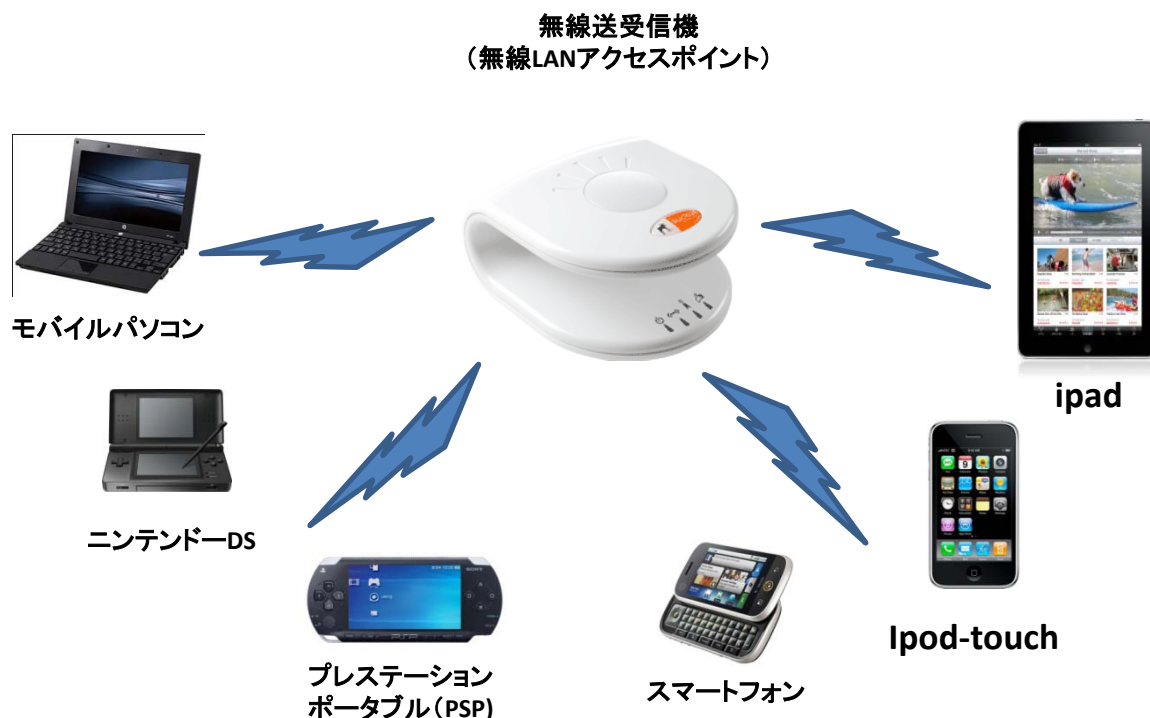 無線送受信機
（無線LANアクセスポイント）
モバイルパソコン
ipad
ニンテンドーDS
SONY
PSP
プレステーション
ポータブル（PSP）
スマートフォン
Ipod-touch